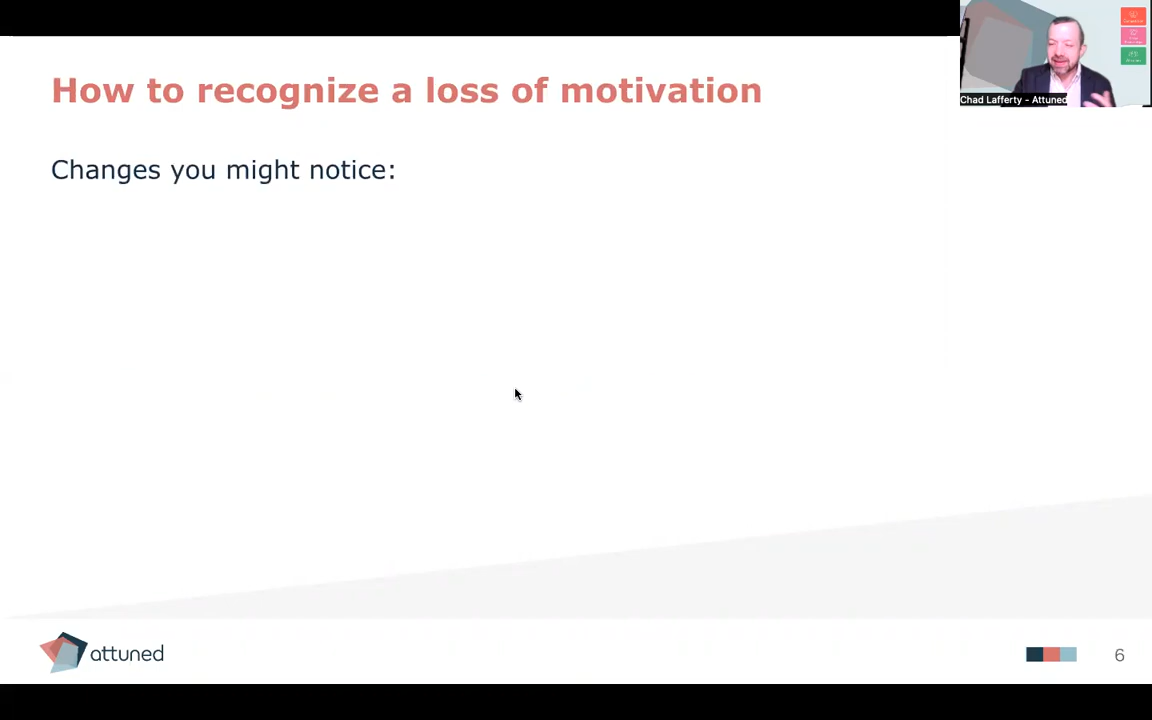 How to recognize a loss of motivation
Chad Lafferty - Attuned
Changes you might notice:
attuned
6